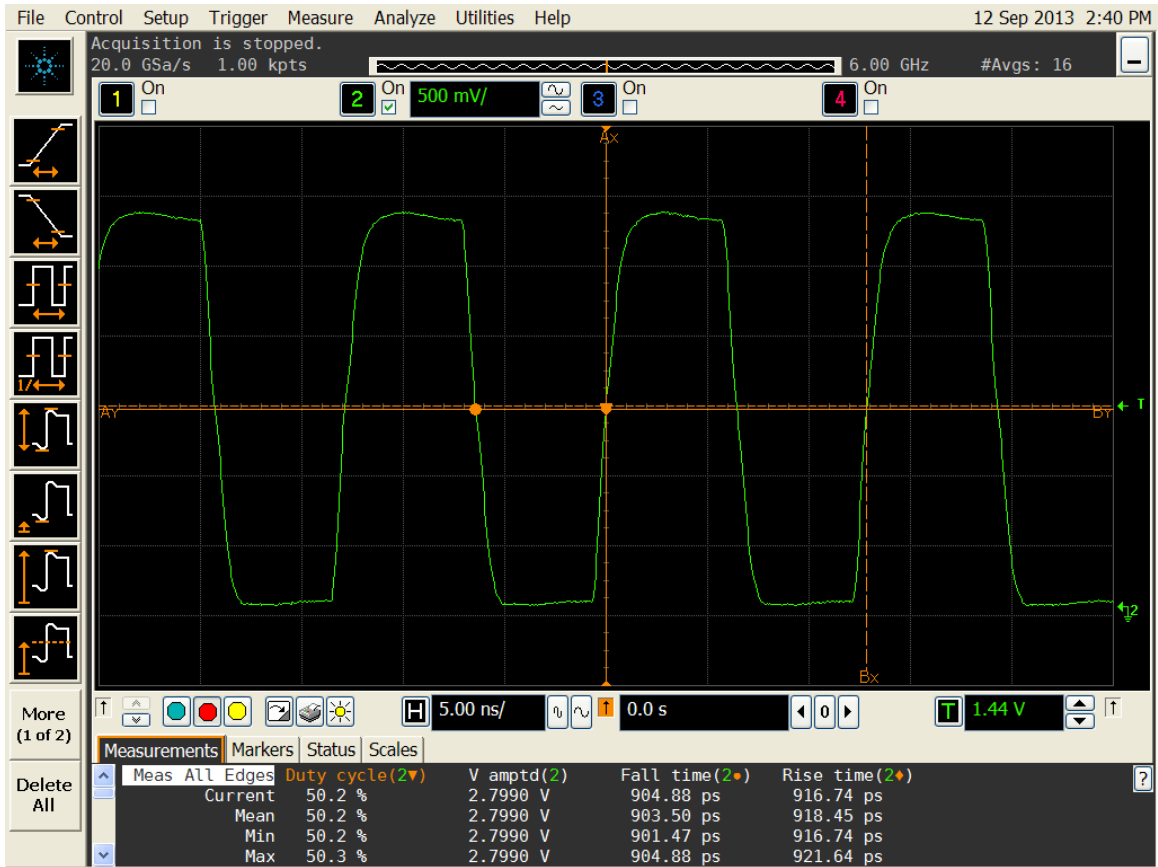 File Control Setup Trigger Measure Analyze Utilities Help 12 Sep 2013 2:40 PM
Acquisition is stopped.
20.0 GSa/s 1.00 kpts 6.00 GHz #Avgs: 16
1 On 2 On 500 mV/ 3 On 4 On
Ax
AY BY T
1/
2
Bx
More
(1 of 2)
Delete
All
H 5.00 ns/ 0.0 s 0 T 1.44 V
Measurements Markers Status Scales
Meas All Edges Duty cycle(2▼) V amptd(2) Fall time(2●) Rise time(2♦) ?
Current 50.2 % 2.7990 V 904.88 ps 916.74 ps
Mean 50.2 % 2.7990 V 903.50 ps 918.45 ps
Min 50.2 % 2.7990 V 901.47 ps 916.74 ps
Max 50.3 % 2.7990 V 904.88 ps 921.64 ps